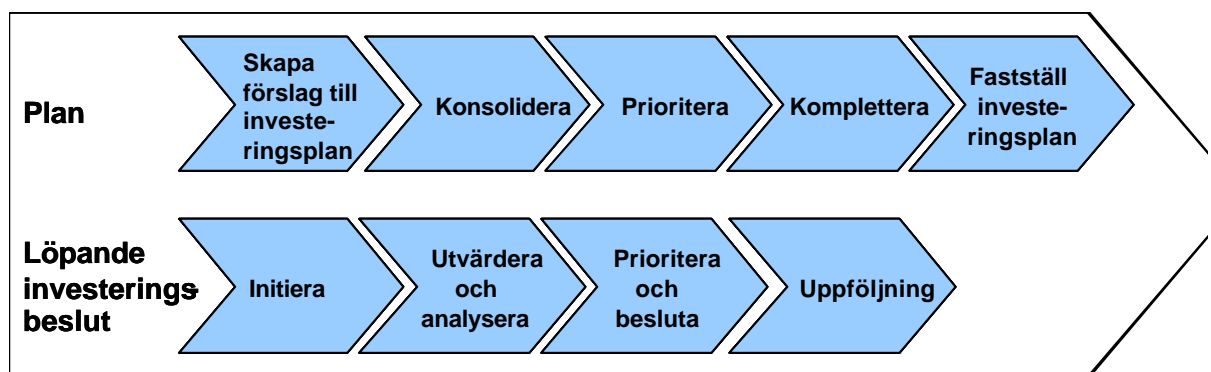 Plan
Skapa
förslag till
investe-
ringsplan
Konsolidera
Prioritera
Komplettera
Fastställ
investe-
ringsplan
Löpande
investerings-
beslut
Initiera
Utvärdera
och
analysera
Prioritera
och
besluta
Uppföljning